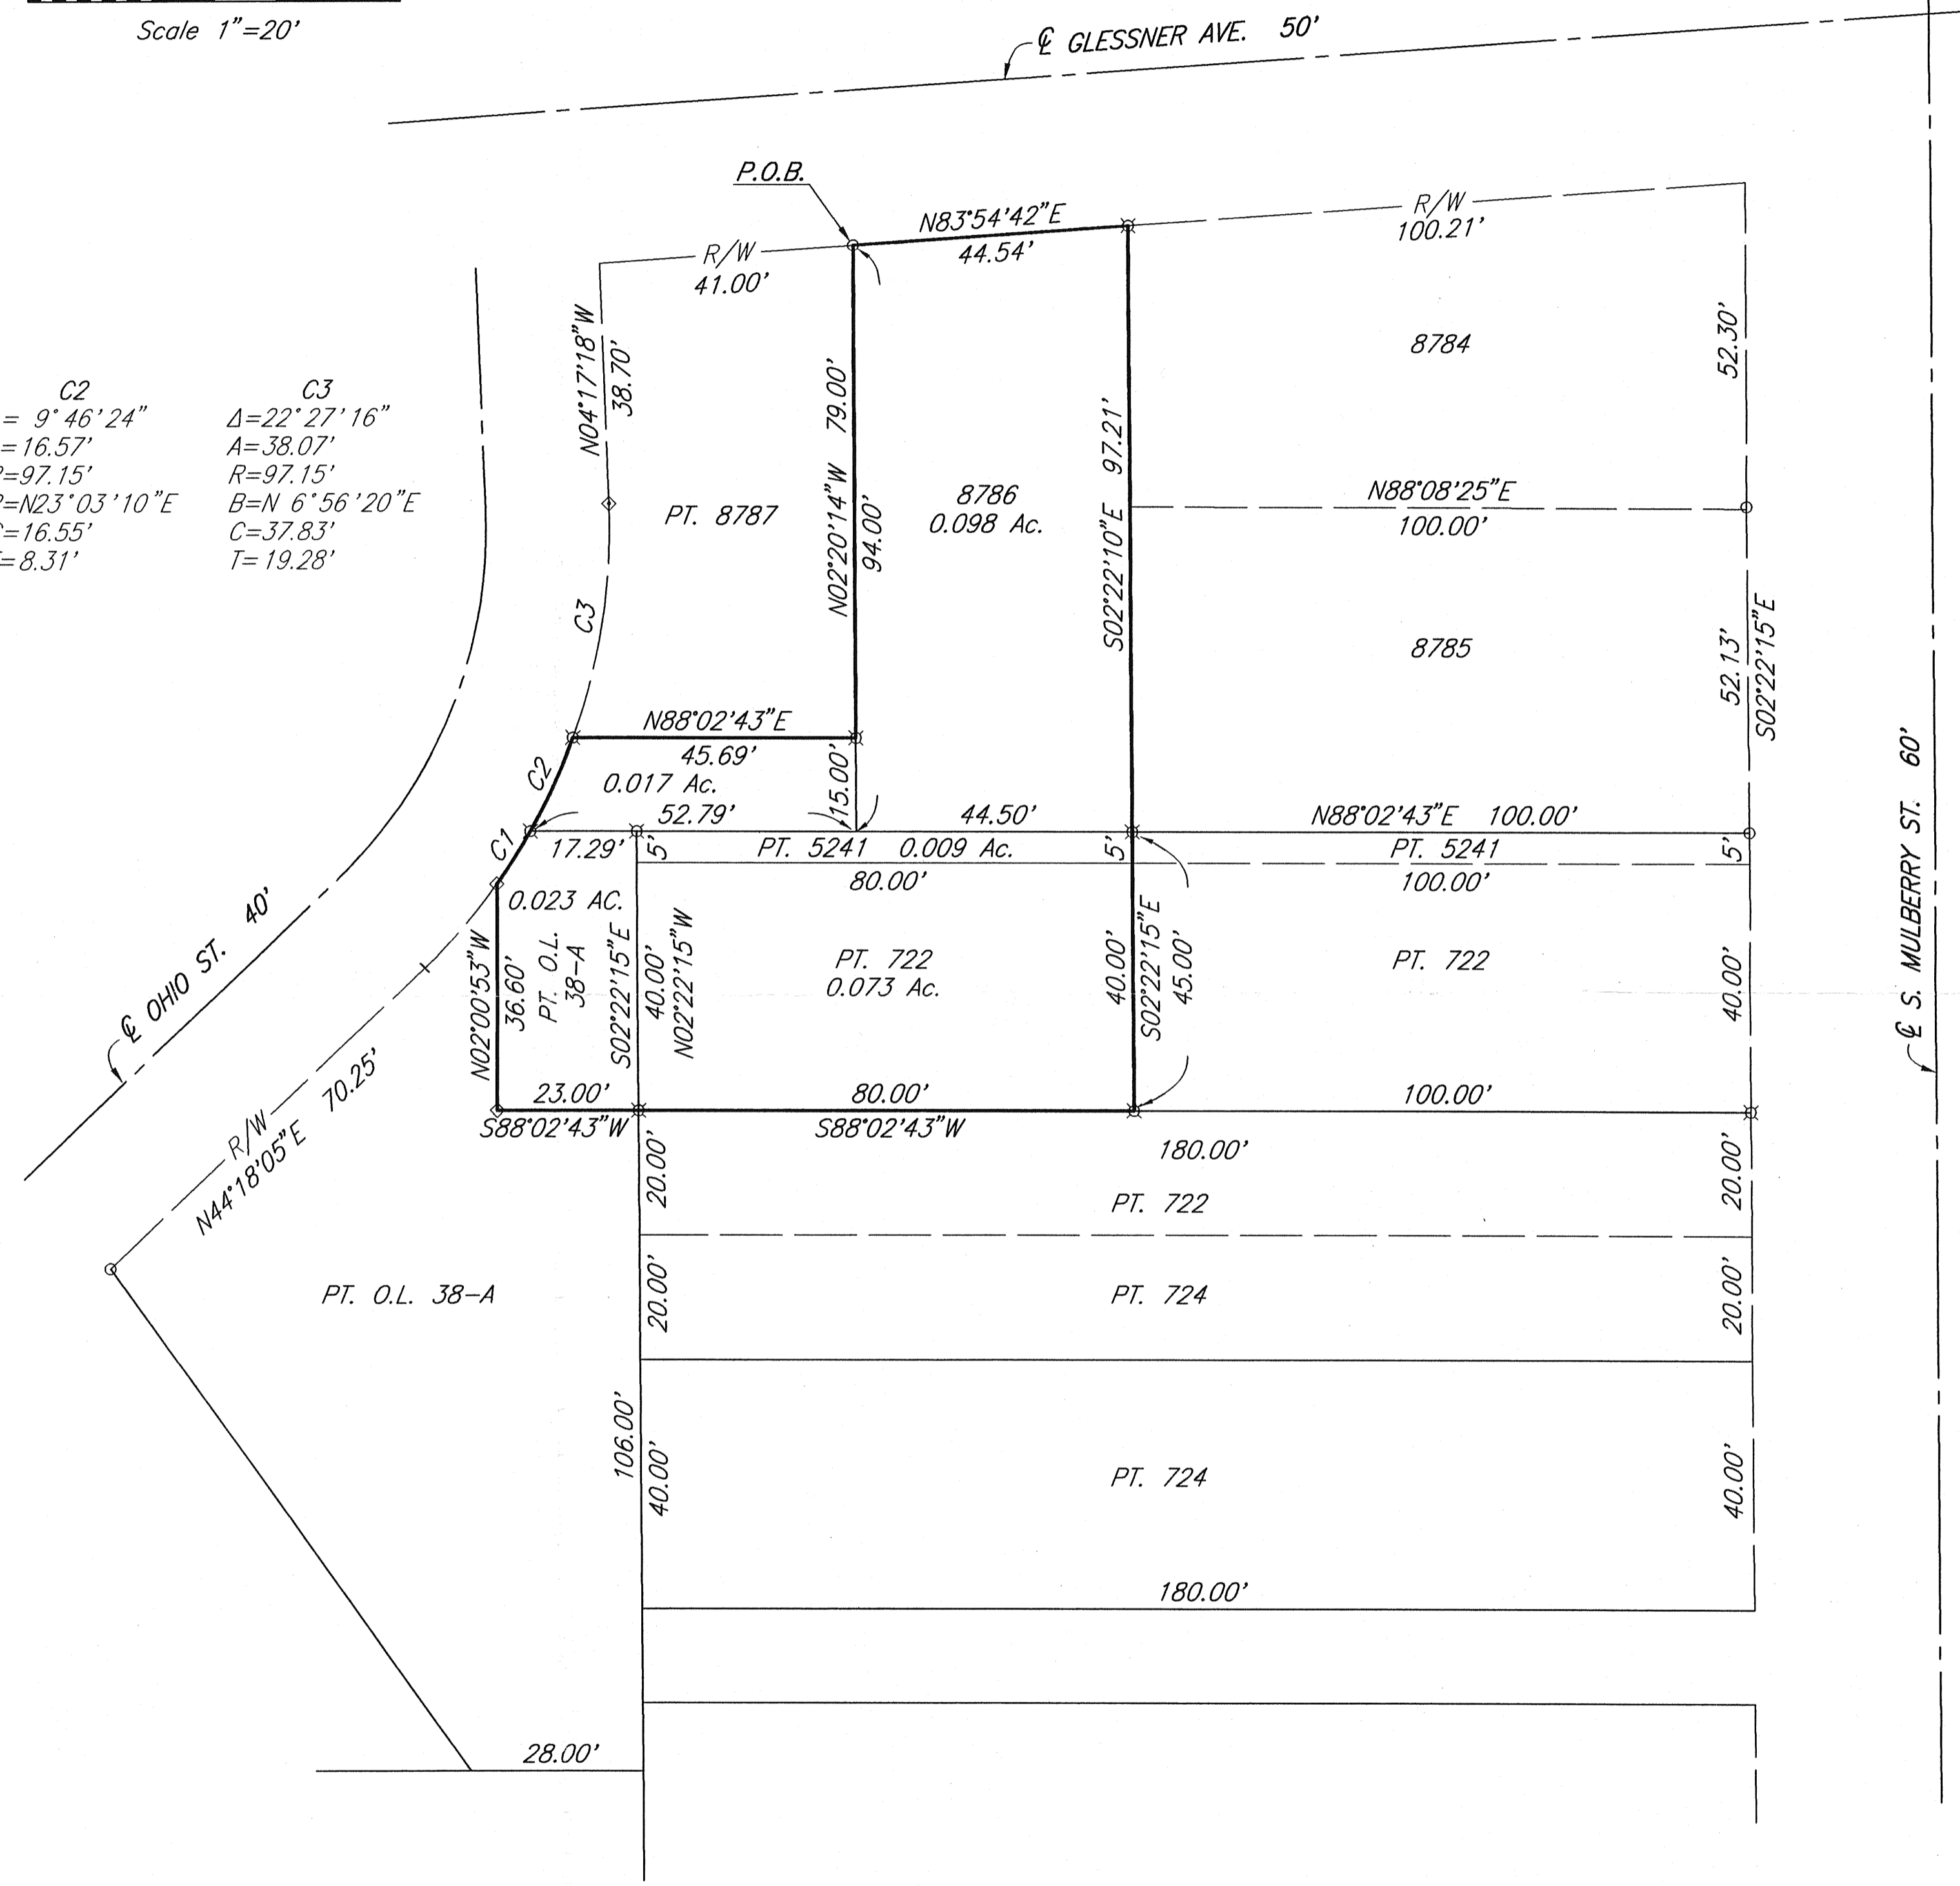 Scale 1"=20'
℄ GLESSNER AVE. 50'
P.O.B.
N83°54'42"E
44.54'
R/W
41.00'
R/W
100.21'
N04°17'18"W
38.70'
C2
= 9°46'24"
=16.57'
=97.15'
=N23°03'10"E
=16.55'
=8.31'
C3
Δ=22°27'16"
A=38.07'
R=97.15'
B=N 6°56'20"E
C=37.83'
T=19.28'
PT. 8787
N02°20'14"W 79.00'
94.00'
8786
0.098 Ac.
S02°22'10"E 97.21'
8784
52.30'
N88°08'25"E
100.00'
8785
52.13'
S02°22'15"E
C3
N88°02'43"E
45.69'
0.017 Ac.
15.00'
C2
52.79'
44.50'
N88°02'43"E 100.00'
C1
17.29'
5'
PT. 5241 0.009 Ac.
5'
PT. 5241
5'
80.00'
100.00'
0.023 AC.
N02°00'53"W
36.60'
PT. O.L.
38-A
S02°22'15"E
40.00'
N02°22'15"W
PT. 722
0.073 Ac.
40.00'
S02°22'15"E
45.00'
PT. 722
40.00'
℄ S. MULBERRY ST. 60'
℄ OHIO ST. 40'
R/W
N44°18'05"E 70.25'
23.00'
S88°02'43"W
80.00'
S88°02'43"W
100.00'
180.00'
20.00'
PT. 722
20.00'
PT. O.L. 38-A
20.00'
PT. 724
20.00'
106.00'
40.00'
PT. 724
40.00'
180.00'
28.00'